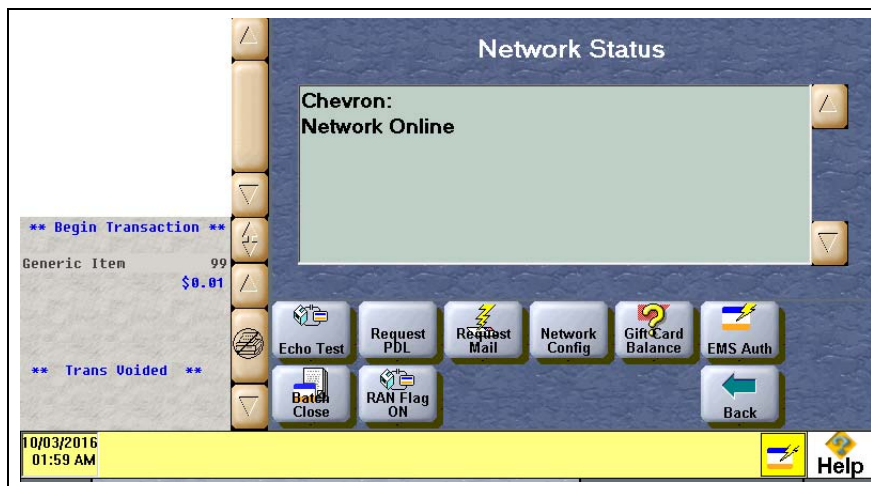 Network Status
Chevron:
Network Online
** Begin Transaction **
Generic Item 99
$0.01
** Trans Voided **
Echo Test
Request
PDL
Request
Mail
Network
Config
Gift Card
Balance
EMS Auth
Batch
Close
RAN Flag
ON
Back
10/03/2016
01:59 AM
Help